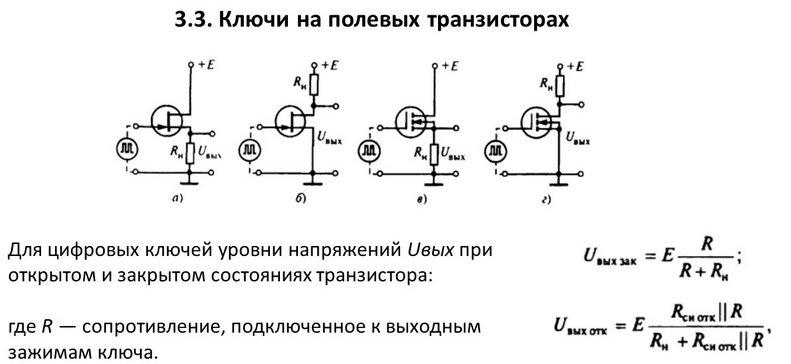 3.3. Ключи на полевых транзисторах
+E +E +E +E
Rн Rн
Uвых Uвых
Rн Uвых Rн Uвых
а) б) в) г)
Для цифровых ключей уровни напряжений Uвых при
открытом и закрытом состояниях транзистора:
Uвых зак = E R / (R + Rн);
где R — сопротивление, подключенное к выходным
зажимам ключа.
Uвых отк = E Rси отк || R / (Rн + Rси отк || R),